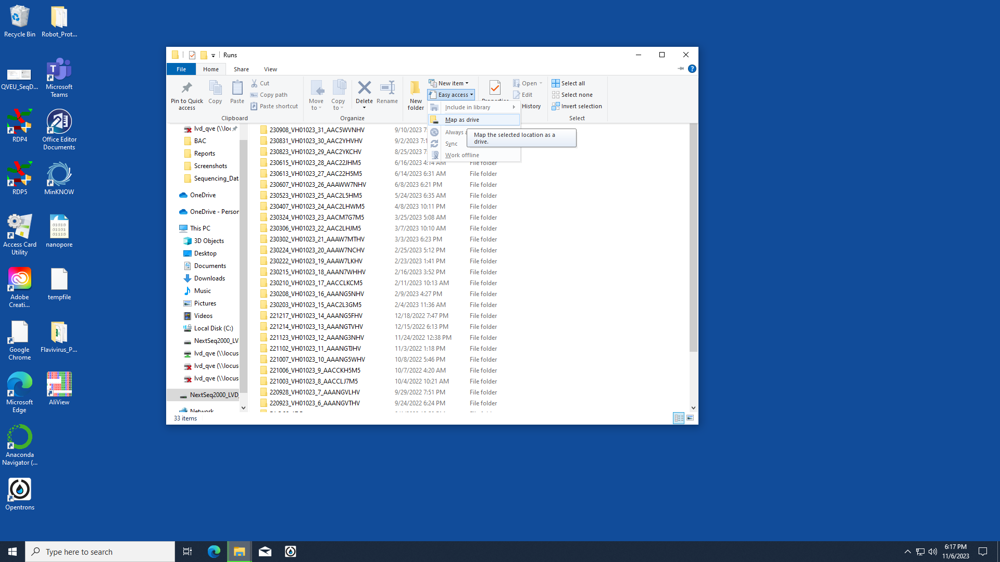 Recycle Bin
Robot_Prot...
QVEU_SeqD...
Microsoft
Teams
RDP4
Office Editor
Documents
RDP5
MinKNOW
Access Card
Utility
01010
01101
01110
nanopore
Adobe
Creati...
tempfile
Google
Chrome
Flavivirus_P...
Microsoft
Edge
AliView
Anaconda
Navigator (...
Opentrons
Runs
File
Home
Share
View
Pin to Quick
access
Copy
Paste
Cut
Copy path
Paste shortcut
Clipboard
Move
to
Copy
to
Delete
Rename
Organize
New
folder
New item
Easy access
Open
Edit
History
Select all
Select none
Invert selection
Select
Include in library
Map as drive
Always a
Sync
Work offline
Map the selected location as a
drive.
lvd_qve (\\loc
BAC
Reports
Screenshots
Sequencing_Dat
OneDrive
OneDrive - Person
This PC
3D Objects
Desktop
Documents
Downloads
Music
Pictures
Videos
Local Disk (C:)
NextSeq2000_LV
lvd_qve (\\locus
lvd_qve (\\locus
lvd_qve (\\locus
NextSeq2000_LVD_
Network
230908_VH01023_31_AAC5WVNHV 9/10/2023 7:
230831_VH01023_30_AAC2YHVHV 9/2/2023 7:1
230823_VH01023_29_AAC2YKCHV 8/25/2023 7:
230615_VH01023_28_AAC22JHM5 6/16/2023 4:14 AM File folder
230613_VH01023_27_AAC22H5M5 6/14/2023 6:31 AM File folder
230607_VH01023_26_AAAWW7NHV 6/8/2023 6:21 PM File folder
230523_VH01023_25_AAC2L5HM5 5/24/2023 6:35 AM File folder
230407_VH01023_24_AAC2LHWM5 4/8/2023 10:11 PM File folder
230324_VH01023_23_AACM7G7M5 3/25/2023 5:08 AM File folder
230306_VH01023_22_AAC2LHJM5 3/7/2023 10:10 AM File folder
230302_VH01023_21_AAAW7MTHV 3/3/2023 6:23 PM File folder
230224_VH01023_20_AAAW7NCHV 2/25/2023 5:12 PM File folder
230222_VH01023_19_AAAW7LKHV 2/23/2023 1:41 PM File folder
230215_VH01023_18_AAAN7WHHV 2/16/2023 3:52 PM File folder
230210_VH01023_17_AACCLKCM5 2/11/2023 10:13 AM File folder
230208_VH01023_16_AAANG5NHV 2/9/2023 4:27 PM File folder
230203_VH01023_15_AAC2L3GM5 2/4/2023 11:36 AM File folder
221217_VH01023_14_AAANG5FHV 12/18/2022 7:47 PM File folder
221214_VH01023_13_AAANGTVHV 12/15/2022 6:13 PM File folder
221123_VH01023_12_AAANG3NHV 11/24/2022 12:38 PM File folder
221102_VH01023_11_AAANGTJHV 11/3/2022 1:18 PM File folder
221007_VH01023_10_AAANG5WHV 10/8/2022 5:46 PM File folder
221006_VH01023_9_AACCKH5M5 10/7/2022 4:20 AM File folder
221003_VH01023_8_AACCLJ7M5 10/4/2022 10:21 AM File folder
220928_VH01023_7_AAANGVLHV 9/29/2022 7:51 PM File folder
220923_VH01023_6_AAANGVTHV 9/24/2022 6:24 PM File folder
33 items
Type here to search
6:17 PM
11/6/2023